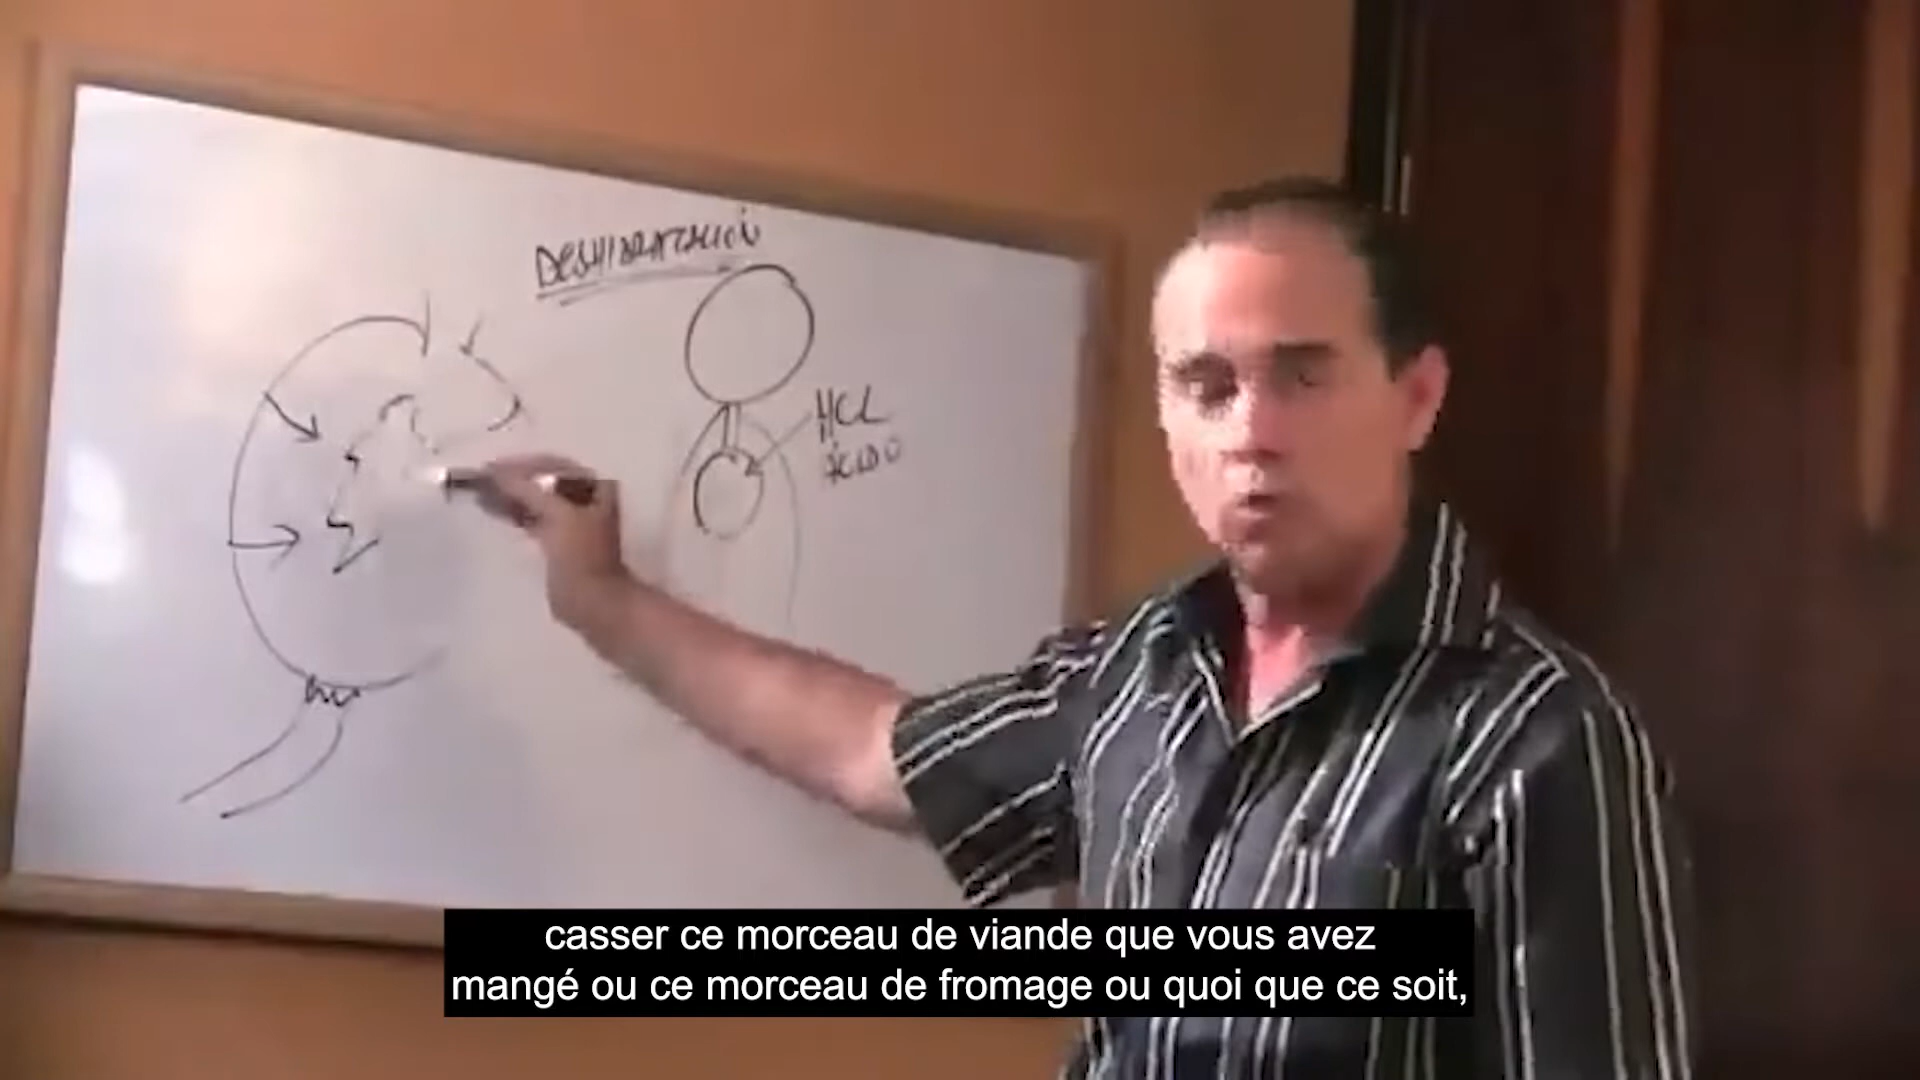 DESHIDRATACIÓN
HCL
ÁCIDO
casser ce morceau de viande que vous avez
mangé ou ce morceau de fromage ou quoi que ce soit,